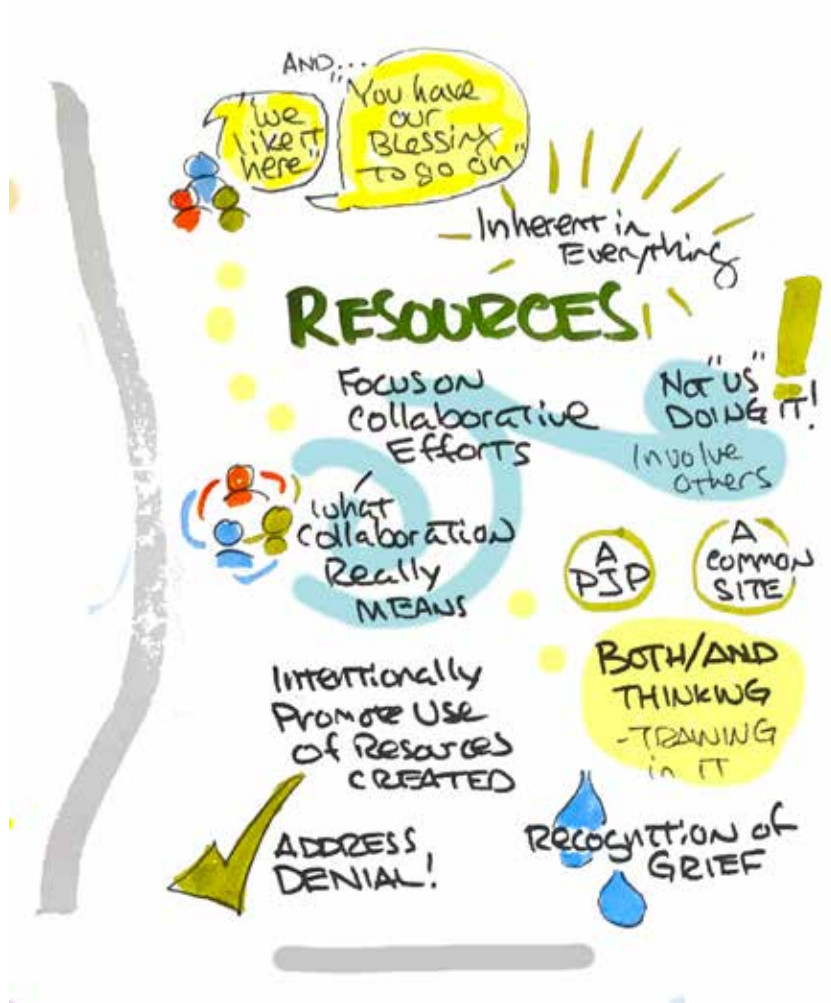 AND...
"We
like it
here"
"You have
our
Blessing
to go on"
Inherent in
Everything
RESOURCES
Focus on
Collaborative
Efforts
Not "us"
DOING IT!
Involve
others
What
Collaboration
Really
MEANS
A
PJP
A
COMMON
SITE
Intentionally
Promote Use
of Resources
CREATED
BOTH/AND
THINKING
-TRAINING
in IT
ADDRESS
DENIAL!
Recognition of
GRIEF